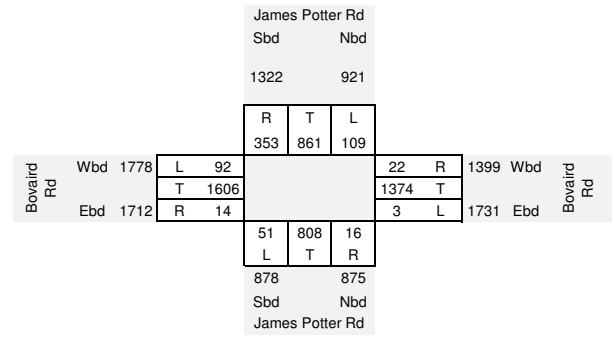 James Potter Rd
Sbd Nbd
1322 921
R T L
353 861 109
Bovaird Rd
Wbd 1778 L 92 22 R 1399 Wbd
T 1606 1374 T
Ebd 1712 R 14 3 L 1731 Ebd
Bovaird Rd
51 808 16
L T R
878 875
Sbd Nbd
James Potter Rd